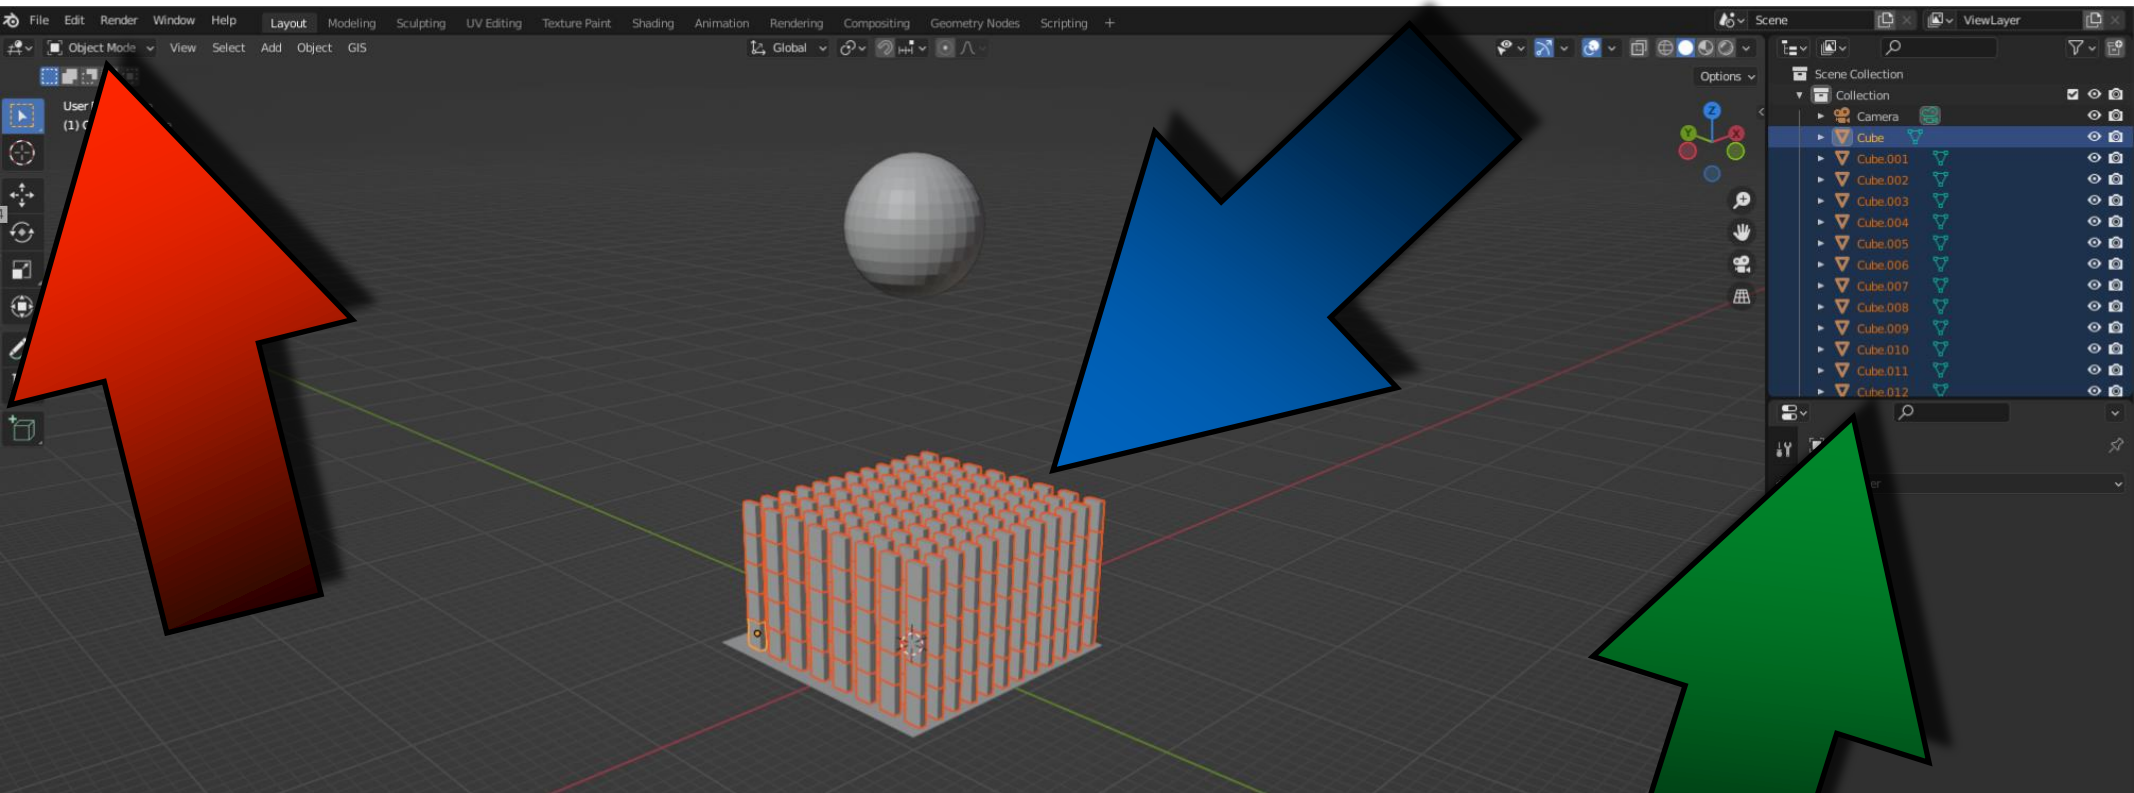 File Edit Render Window Help Layout Modeling Sculpting UV Editing Texture Paint Shading Animation Rendering Compositing Geometry Nodes Scripting + Scene ViewLayer
Object Mode View Select Add Object GIS Global
Options
User
(1)
Z
Y
X
Scene Collection
Collection
Camera
Cube
Cube.001
Cube.002
Cube.003
Cube.004
Cube.005
Cube.006
Cube.007
Cube.008
Cube.009
Cube.010
Cube.011
Cube.012